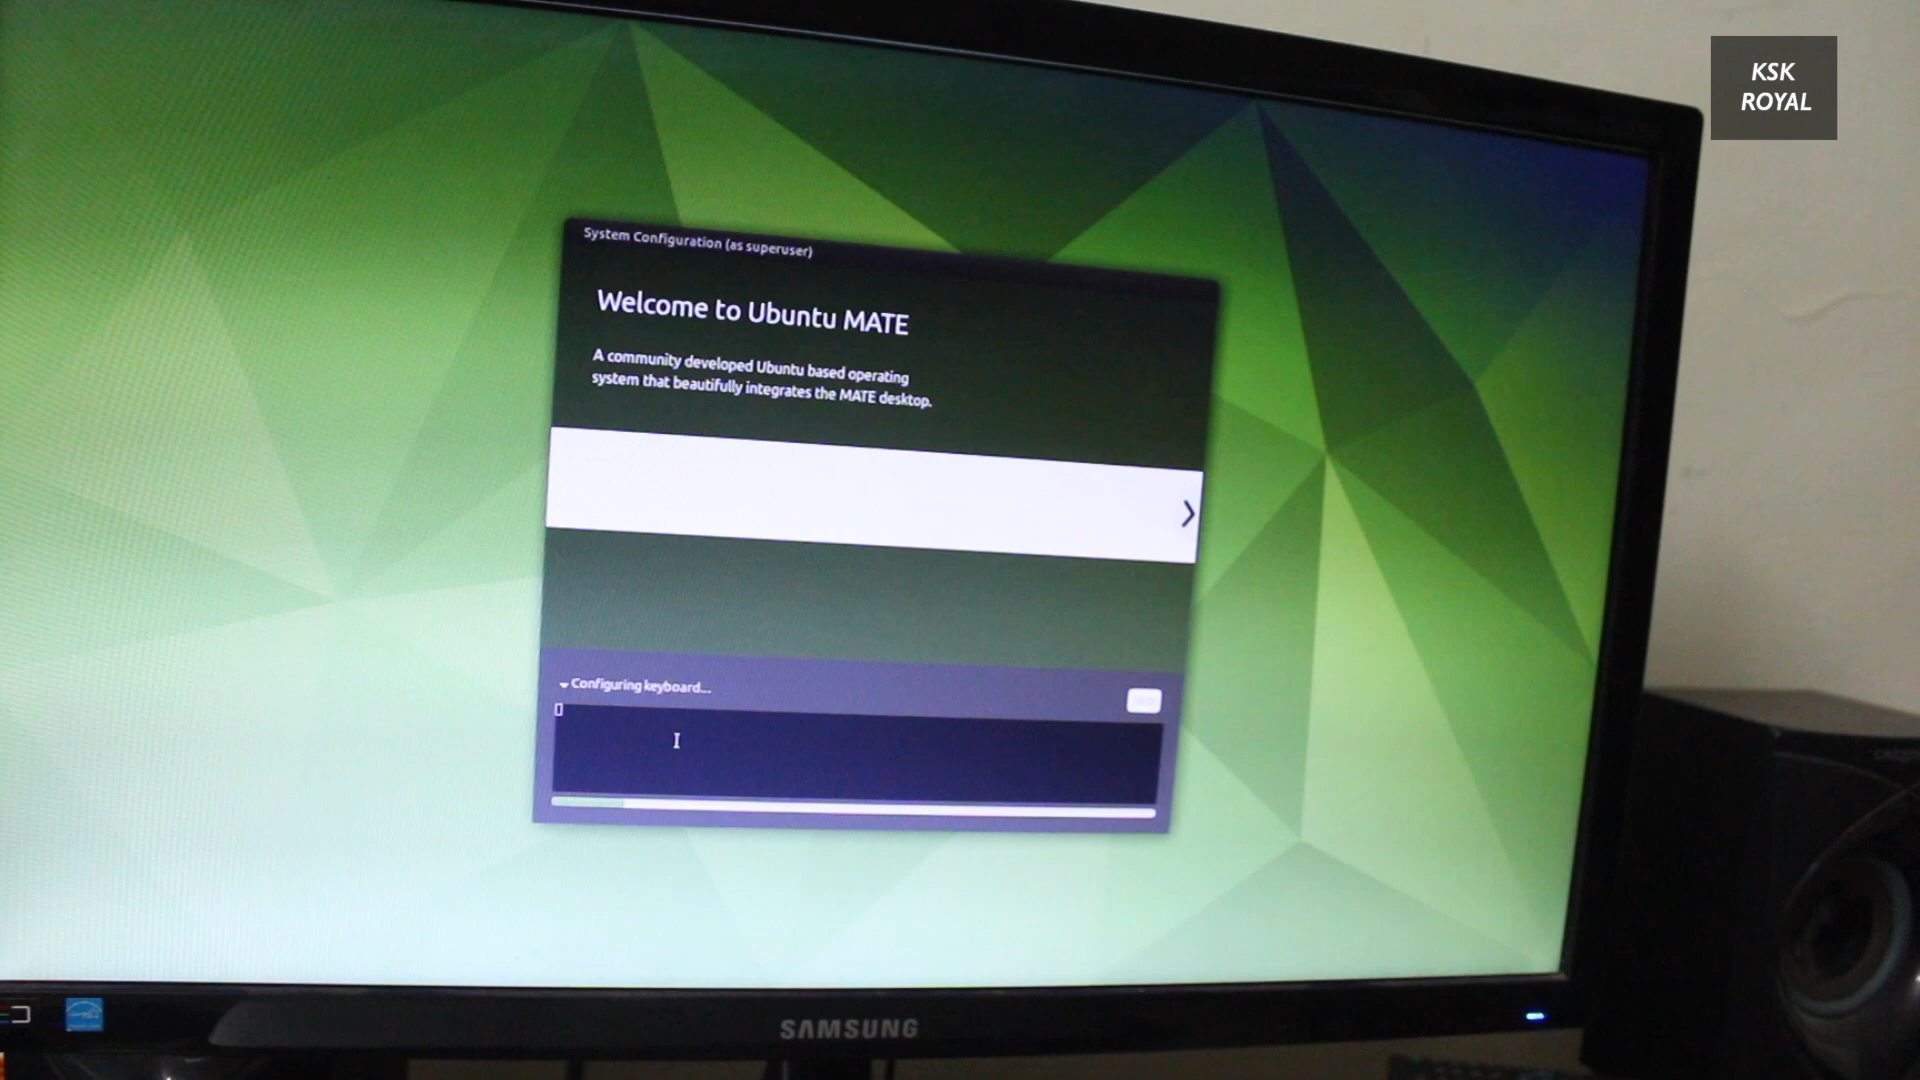 KSK
ROYAL
System Configuration (as superuser)
Welcome to Ubuntu MATE
A community developed Ubuntu based operating
system that beautifully integrates the MATE desktop.
Configuring keyboard...
SAMSUNG